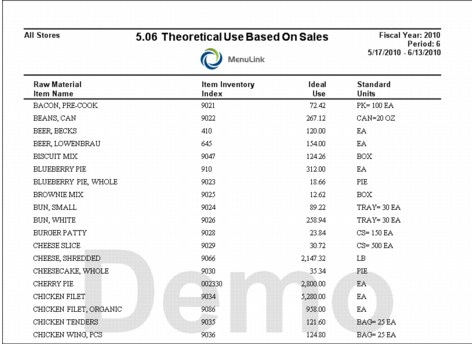 All Stores
5.06 Theoretical Use Based On Sales
Fiscal Year: 2010
Period: 6
5/17/2010 - 6/13/2010
MenuLink
Raw Material Item Name Item Inventory Index Ideal Use Standard Units
BACON, PRE-COOK 9021 72.42 PK= 100 EA
BEANS, CAN 9022 267.12 CAN=20 OZ
BEER, BECKS 410 120.00 EA
BEER, LOWENBRAU 645 154.00 EA
BISCUIT MIX 9047 124.26 BOX
BLUEBERRY PIE 910 312.00 EA
BLUEBERRY PIE, WHOLE 9023 18.66 PIE
BROWNIE MIX 9025 12.62 BOX
BUN, SMALL 9024 89.22 TRAY= 30 EA
BUN, WHITE 9026 258.94 TRAY= 30 EA
BURGER PATTY 9028 23.84 CS= 150 EA
CHEESE SLICE 9029 30.72 CS= 500 EA
CHEESE, SHREDDED 9066 2,147.32 LB
CHEESECAKE, WHOLE 9030 35.34 PIE
CHERRY PIE 002330 2,800.00 EA
CHICKEN FILET 9034 5,280.00 EA
CHICKEN FILET, ORGANIC 9086 958.00 EA
CHICKEN TENDERS 9035 121.60 BAG= 25 EA
CHICKEN WING, PCS 9036 124.80 BAG= 25 EA
Demo